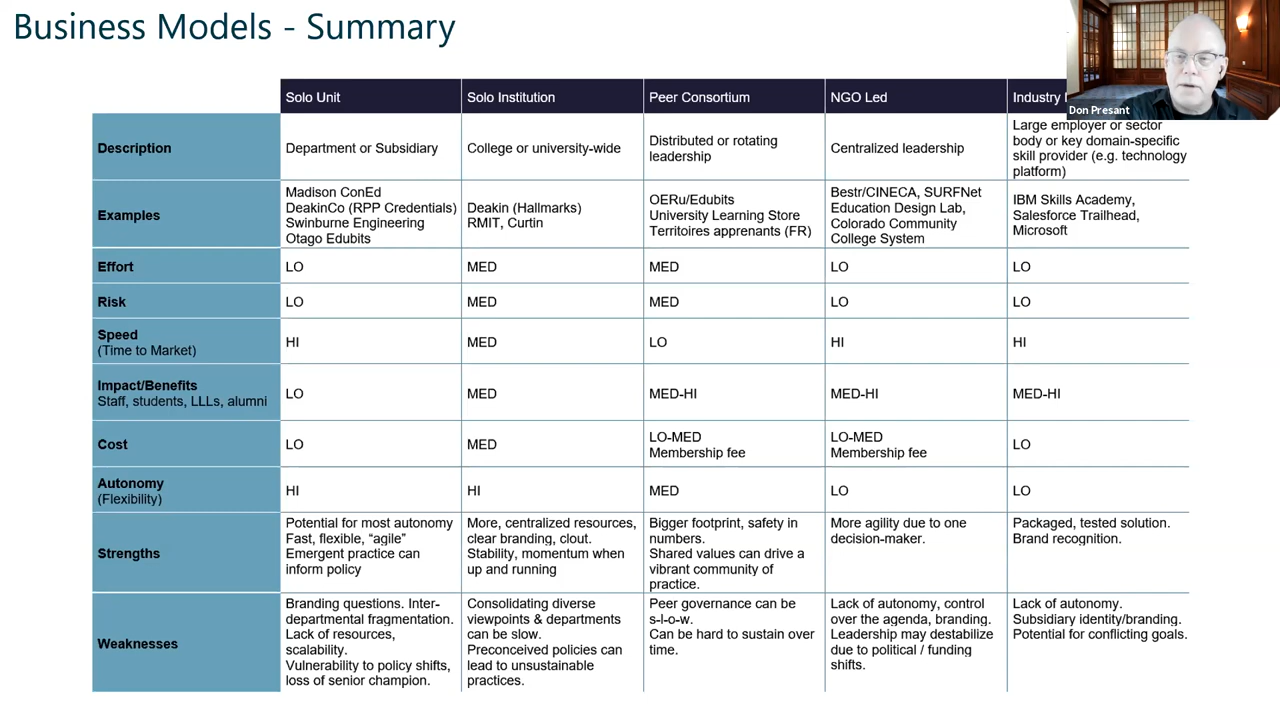 Business Models - Summary
Don Presant
Solo Unit
Solo Institution
Peer Consortium
NGO Led
Industry
Description
Department or Subsidiary
College or university-wide
Distributed or rotating
leadership
Centralized leadership
Large employer or sector
body or key domain-specific
skill provider (e.g. technology
platform)
Examples
Madison ConEd
DeakinCo (RPP Credentials)
Swinburne Engineering
Otago Edubits
Deakin (Hallmarks)
RMIT, Curtin
OERu/Edubits
University Learning Store
Territoires apprenants (FR)
Bestr/CINECA, SURFNet
Education Design Lab,
Colorado Community
College System
IBM Skills Academy,
Salesforce Trailhead,
Microsoft
Effort
LO
MED
MED
LO
LO
Risk
LO
MED
MED
LO
LO
Speed
(Time to Market)
HI
MED
LO
HI
HI
Impact/Benefits
Staff, students, LLLs, alumni
LO
MED
MED-HI
MED-HI
MED-HI
Cost
LO
MED
LO-MED
Membership fee
LO-MED
Membership fee
LO
Autonomy
(Flexibility)
HI
HI
MED
LO
LO
Strengths
Potential for most autonomy
Fast, flexible, “agile”
Emergent practice can
inform policy
More, centralized resources,
clear branding, clout.
Stability, momentum when
up and running
Bigger footprint, safety in
numbers.
Shared values can drive a
vibrant community of
practice.
More agility due to one
decision-maker.
Packaged, tested solution.
Brand recognition.
Weaknesses
Branding questions. Inter-
departmental fragmentation.
Lack of resources,
scalability.
Vulnerability to policy shifts,
loss of senior champion.
Consolidating diverse
viewpoints & departments
can be slow.
Preconceived policies can
lead to unsustainable
practices.
Peer governance can be
s-l-o-w.
Can be hard to sustain over
time.
Lack of autonomy, control
over the agenda, branding.
Leadership may destabilize
due to political / funding
shifts.
Lack of autonomy.
Subsidiary identity/branding.
Potential for conflicting goals.